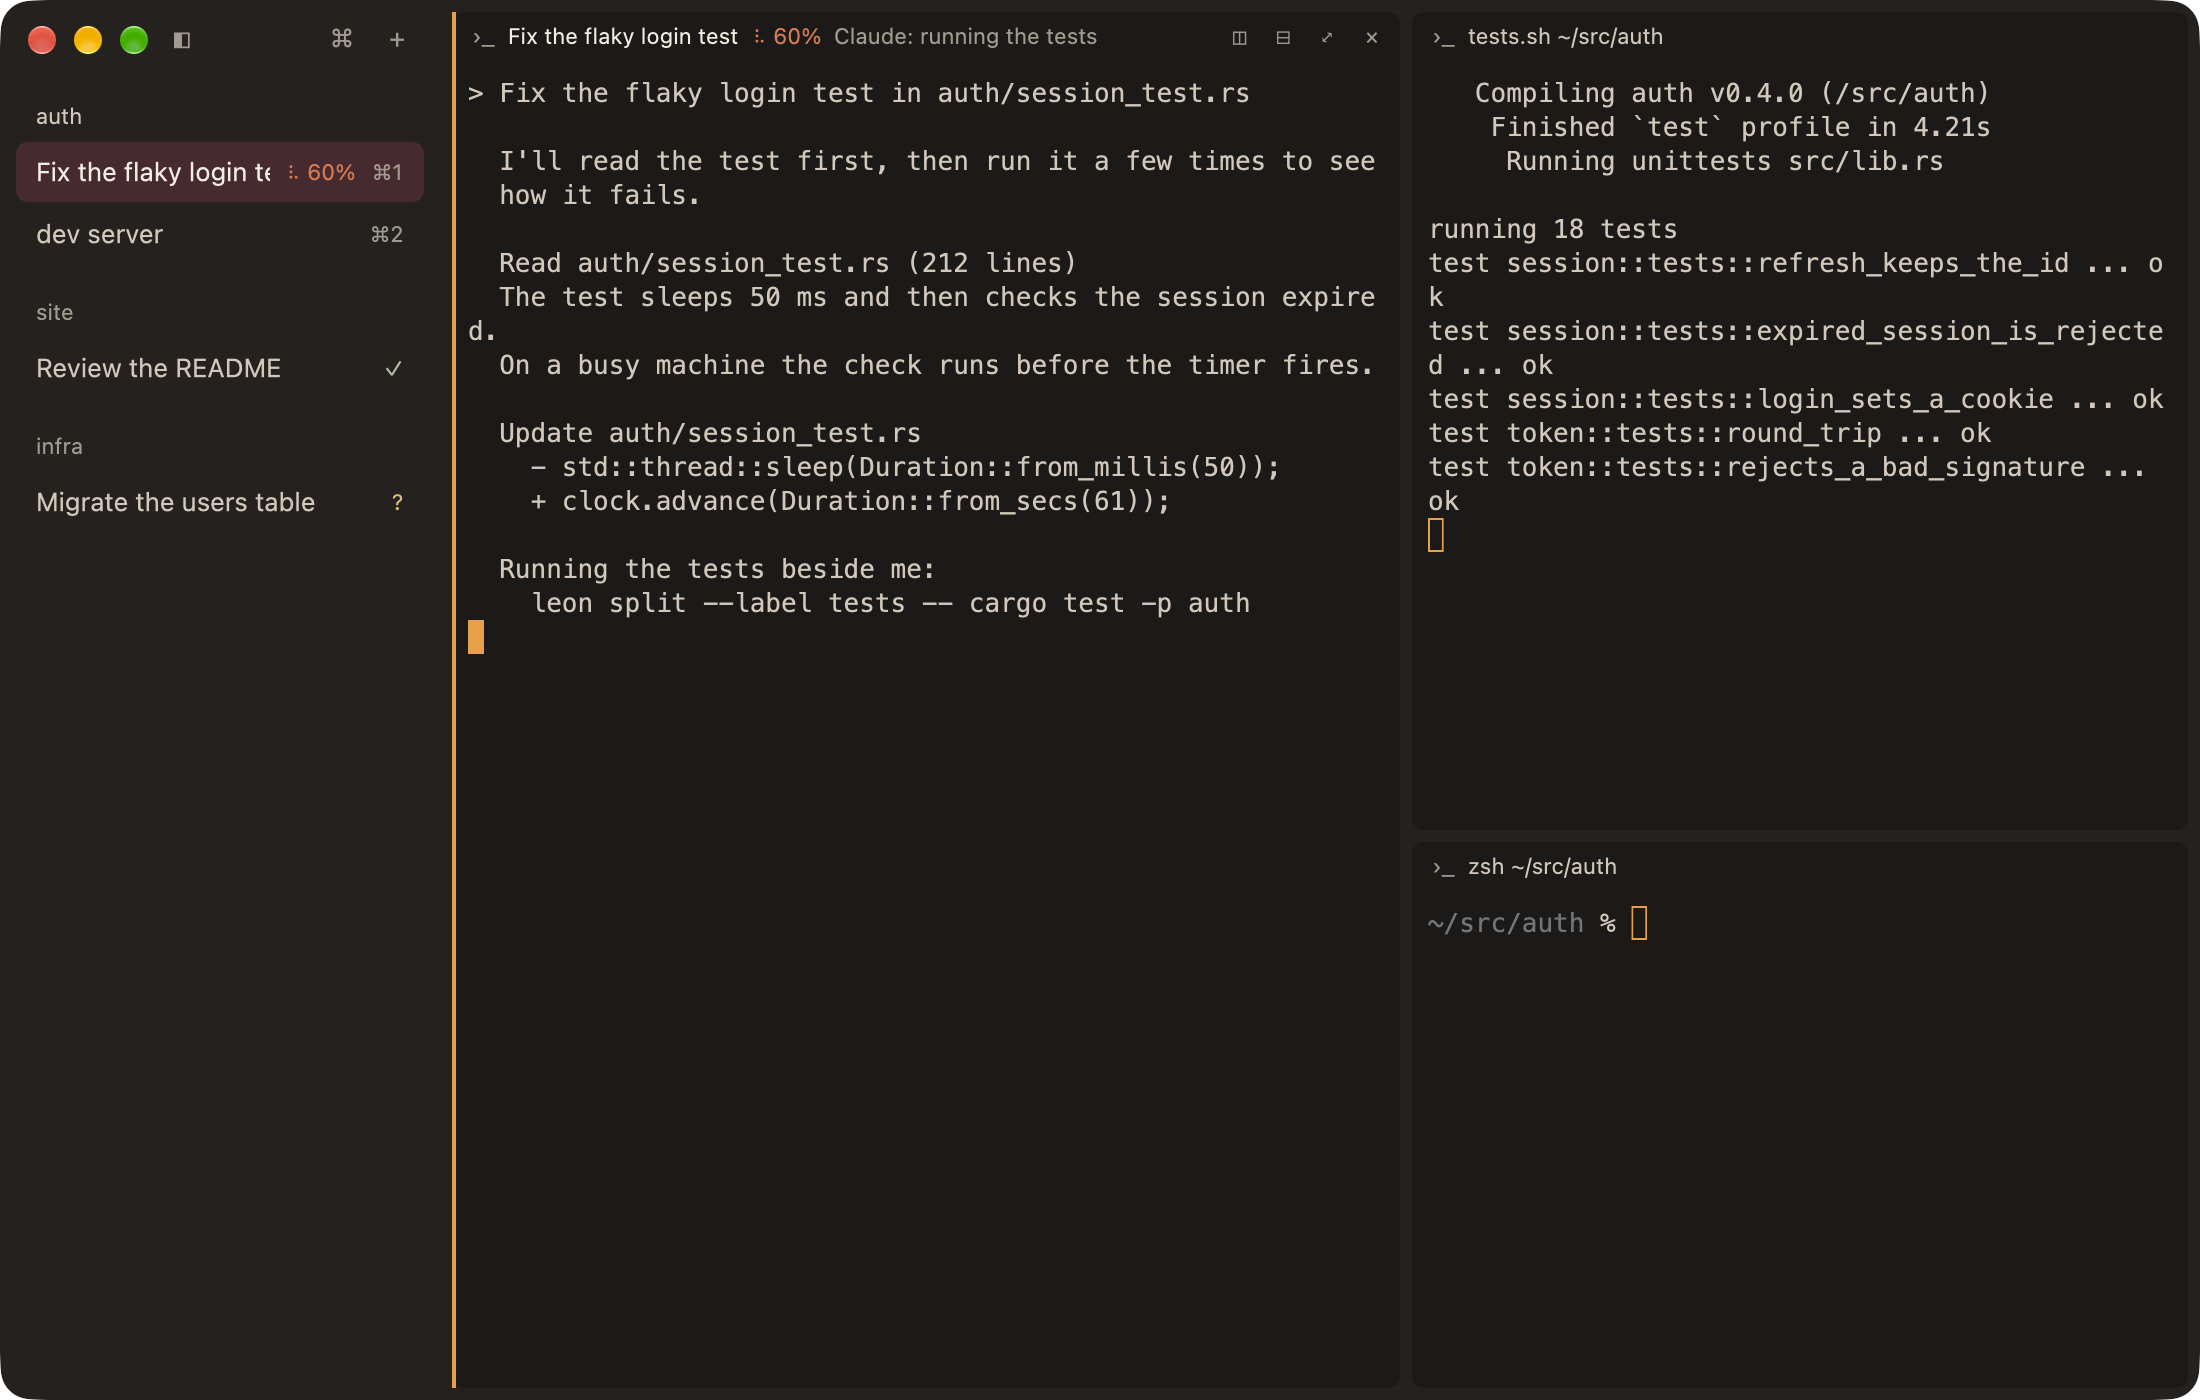 ⌘ +
auth
Fix the flaky login te 60% ⌘1
dev server ⌘2
site
Review the README ✓
infra
Migrate the users table ?
›_ Fix the flaky login test 60% Claude: running the tests
> Fix the flaky login test in auth/session_test.rs
I'll read the test first, then run it a few times to see
how it fails.
Read auth/session_test.rs (212 lines)
The test sleeps 50 ms and then checks the session expire
d.
On a busy machine the check runs before the timer fires.
Update auth/session_test.rs
- std::thread::sleep(Duration::from_millis(50));
+ clock.advance(Duration::from_secs(61));
Running the tests beside me:
leon split --label tests -- cargo test -p auth
›_ tests.sh ~/src/auth
Compiling auth v0.4.0 (/src/auth)
Finished `test` profile in 4.21s
Running unittests src/lib.rs
running 18 tests
test session::tests::refresh_keeps_the_id ... o
k
test session::tests::expired_session_is_rejecte
d ... ok
test session::tests::login_sets_a_cookie ... ok
test token::tests::round_trip ... ok
test token::tests::rejects_a_bad_signature ...
ok
›_ zsh ~/src/auth
~/src/auth %